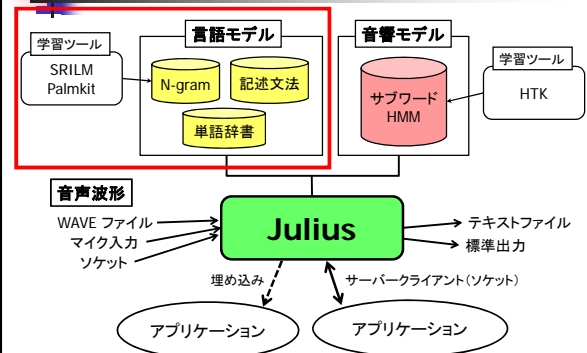 学習ツール
SRILM
Palmkit
言語モデル
N-gram
記述文法
単語辞書
音響モデル
サブワード
HMM
学習ツール
HTK
音声波形
WAVE ファイル
マイク入力
ソケット
Julius
テキストファイル
標準出力
埋め込み
サーバークライアント(ソケット)
アプリケーション
アプリケーション